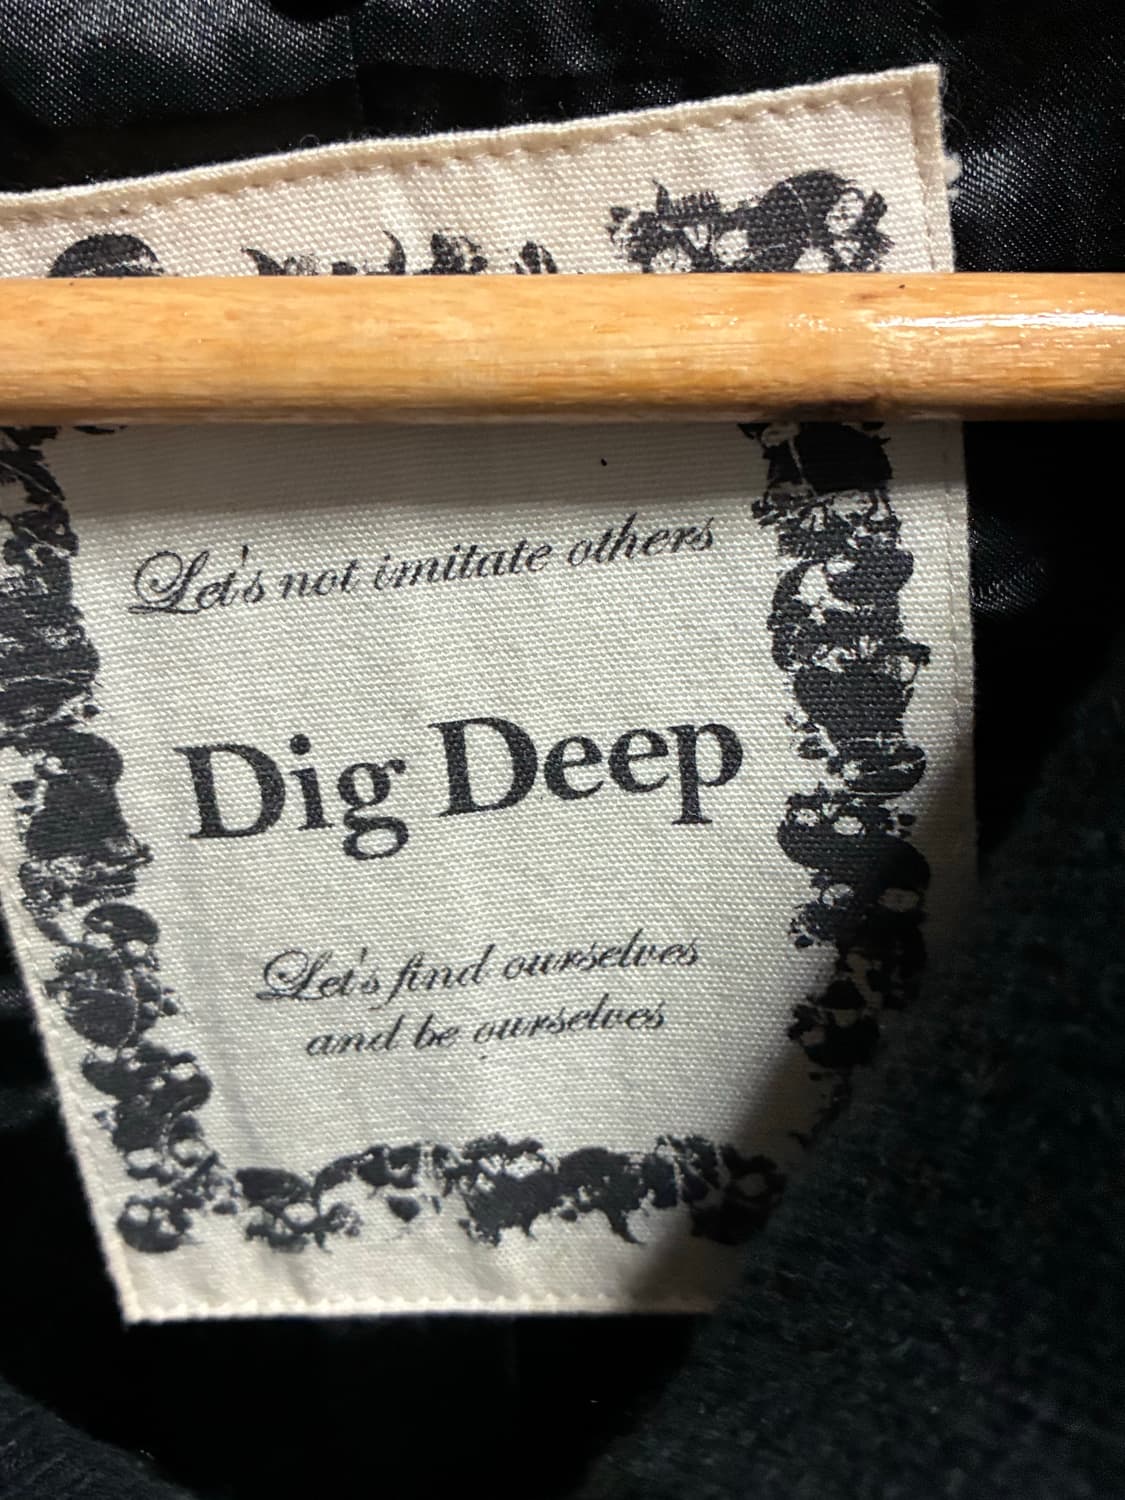 Let's not imitate others
Dig Deep
Let's find ourselves
and be ourselves